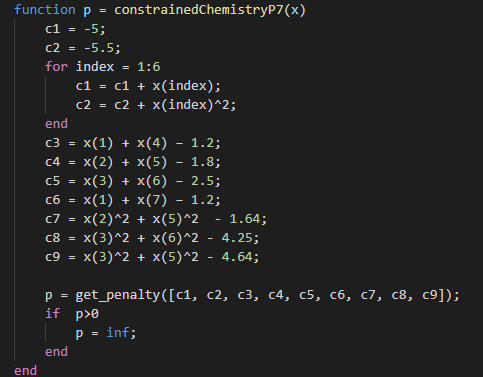 function p = constrainedChemistryP7(x)
c1 = -5;
c2 = -5.5;
for index = 1:6
c1 = c1 + x(index);
c2 = c2 + x(index)^2;
end
c3 = x(1) + x(4) – 1.2;
c4 = x(2) + x(5) – 1.8;
c5 = x(3) + x(6) – 2.5;
c6 = x(1) + x(7) – 1.2;
c7 = x(2)^2 + x(5)^2  - 1.64;
c8 = x(3)^2 + x(6)^2 - 4.25;
c9 = x(3)^2 + x(5)^2 - 4.64;
p = get_penalty([c1, c2, c3, c4, c5, c6, c7, c8, c9]);
if  p>0
p = inf;
end
end